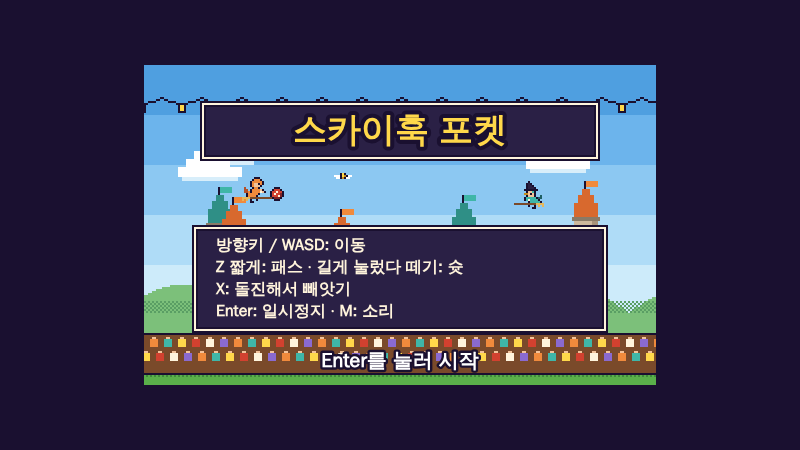 스카이훅 포켓
방향키 / WASD: 이동
Z 짧게: 패스 · 길게 눌렀다 떼기: 슛
X: 돌진해서 빼앗기
Enter: 일시정지 · M: 소리
Enter를 눌러 시작